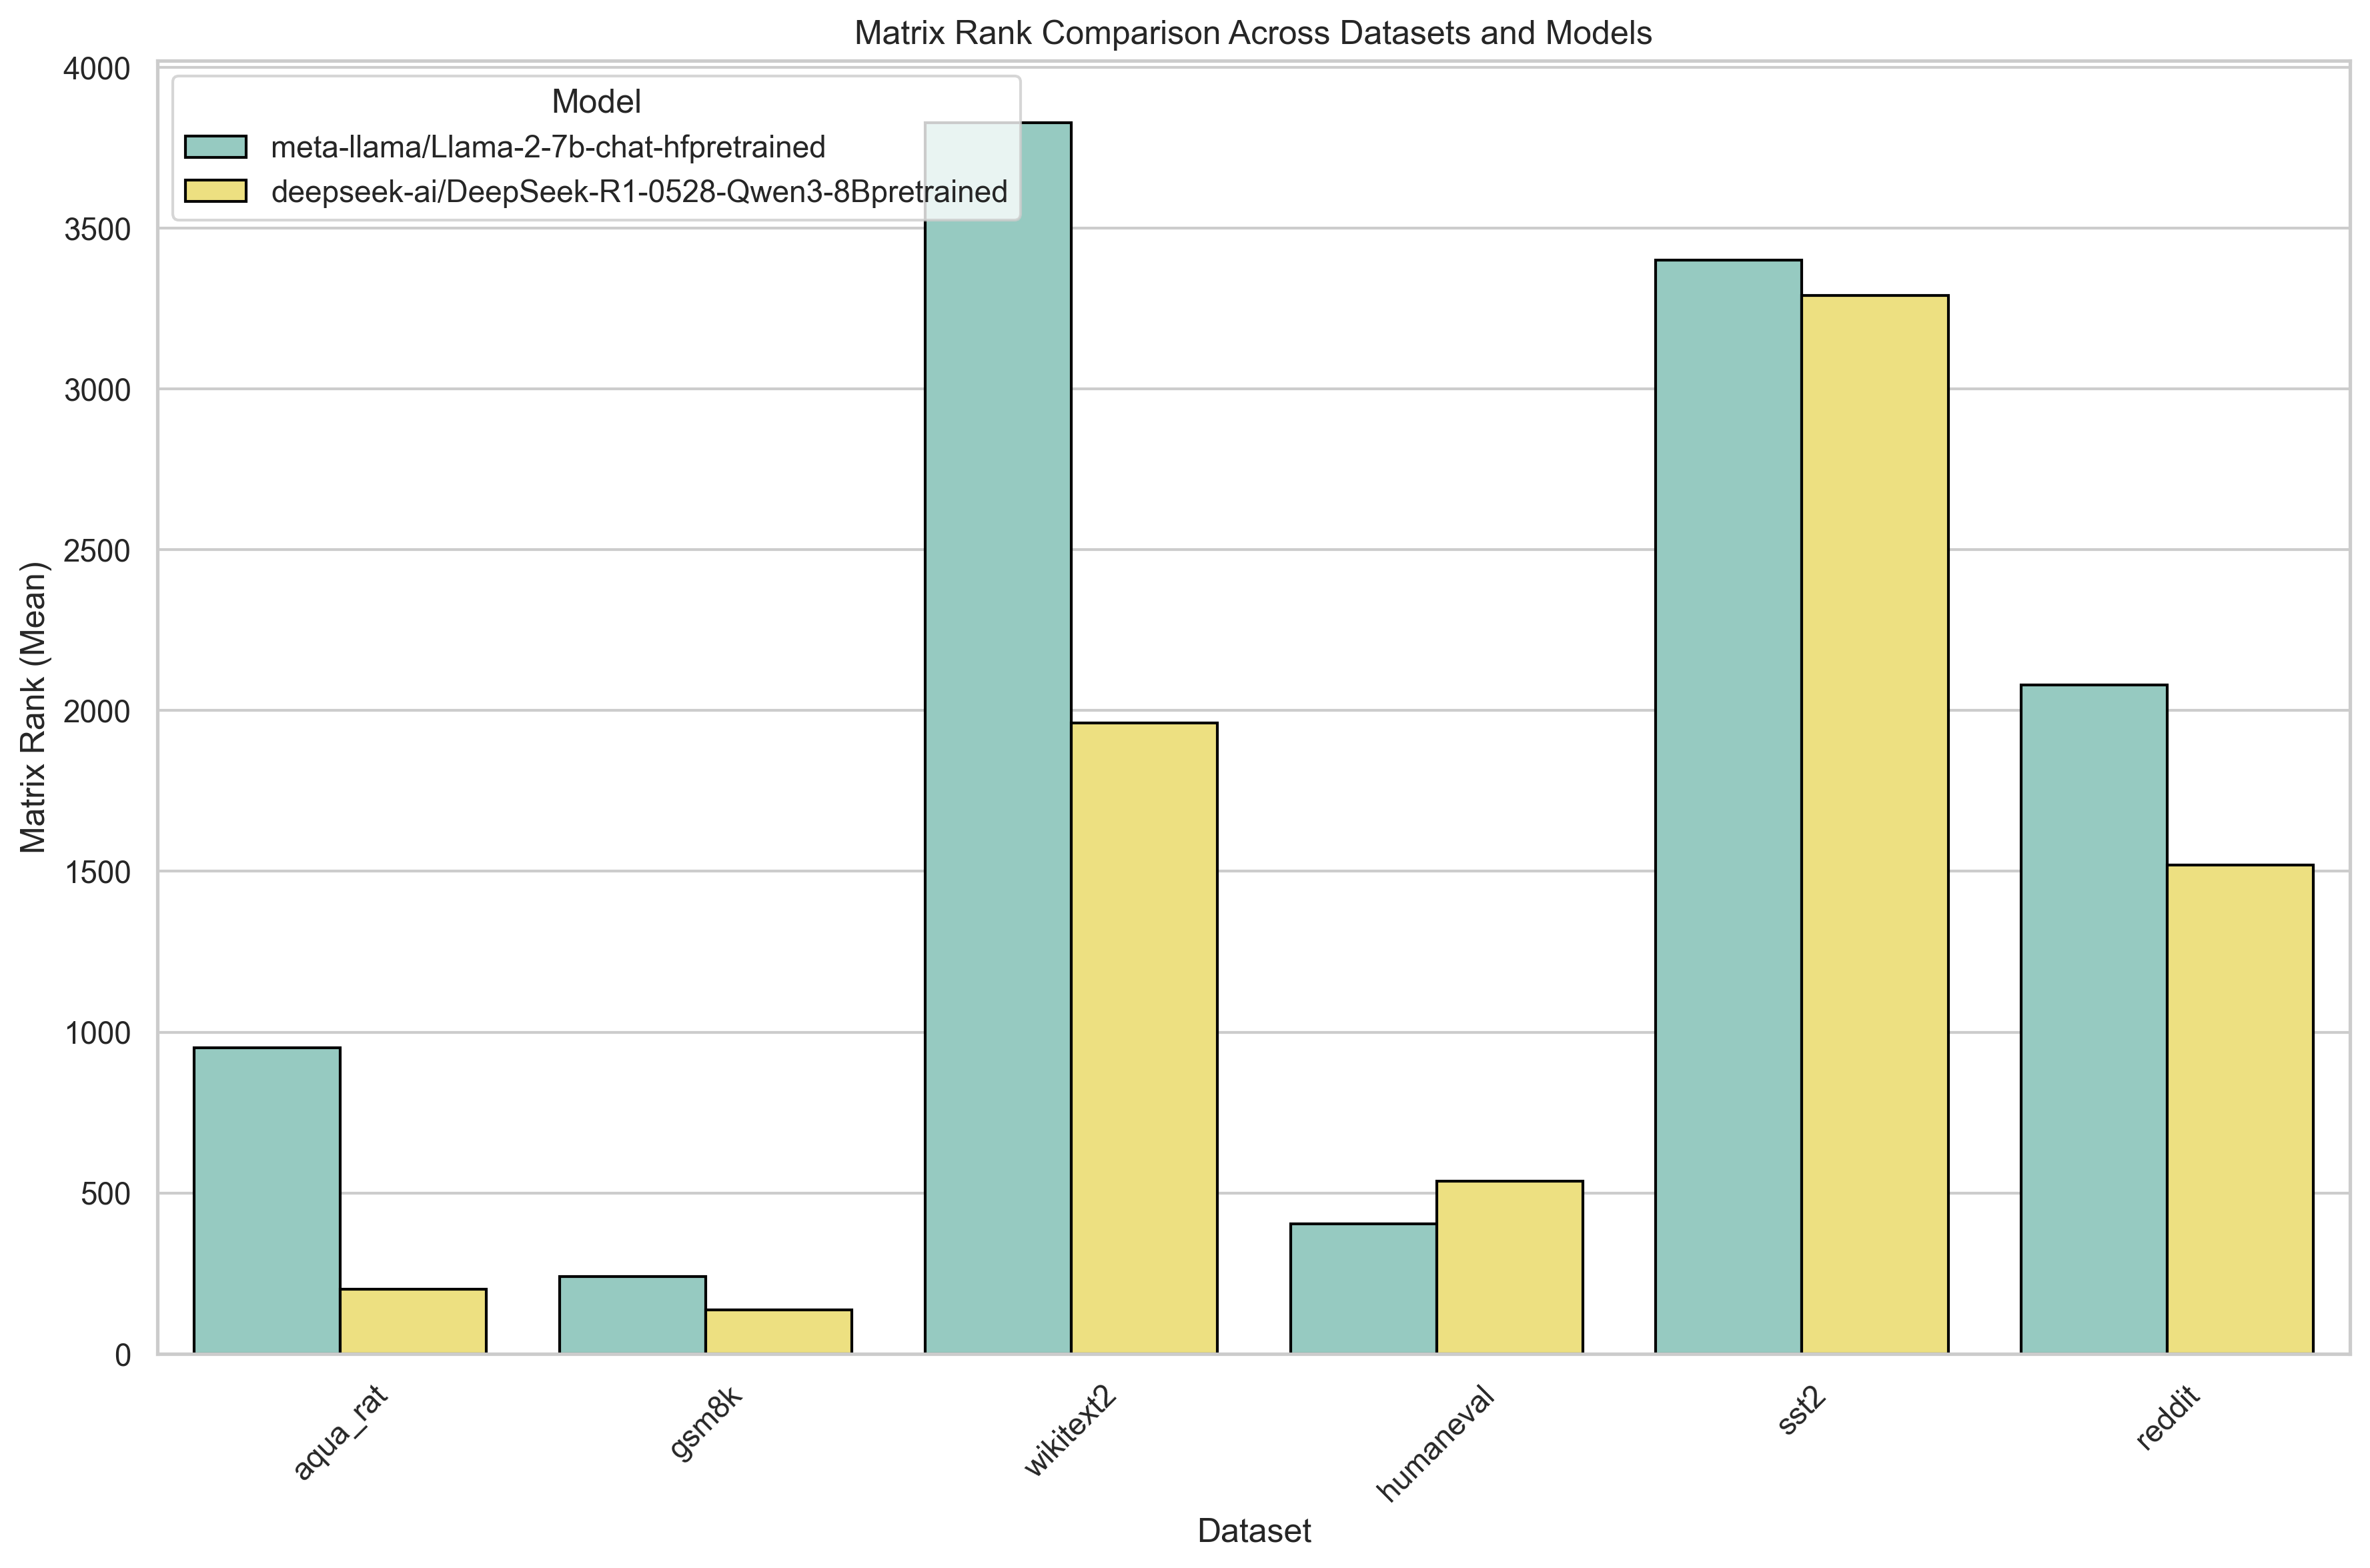 Matrix Rank Comparison Across Datasets and Models
Model
meta-llama/Llama-2-7b-chat-hfpretrained
deepseek-ai/DeepSeek-R1-0528-Qwen3-8Bpretrained
Matrix Rank (Mean)
4000
3500
3000
2500
2000
1500
1000
500
0
aqua_rat
gsm8k
wikitext2
humaneval
sst2
reddit
Dataset